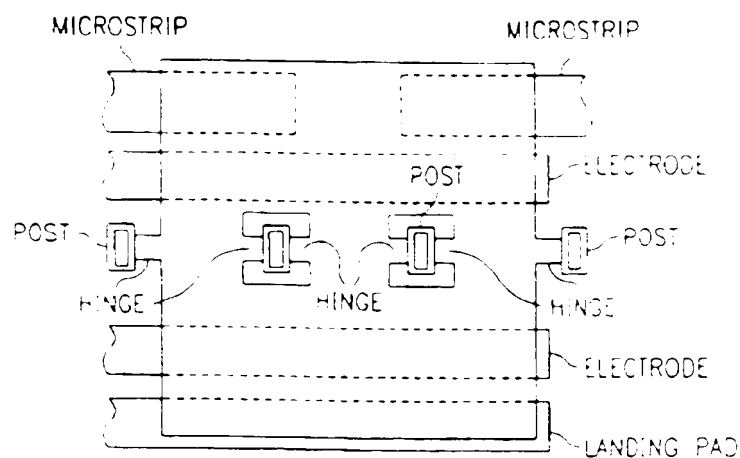 MICROSTRIP
MICROSTRIP
ELECTRODE
POST
POST
POST
HINGE
HINGE
HINGE
ELECTRODE
LANDING PAD